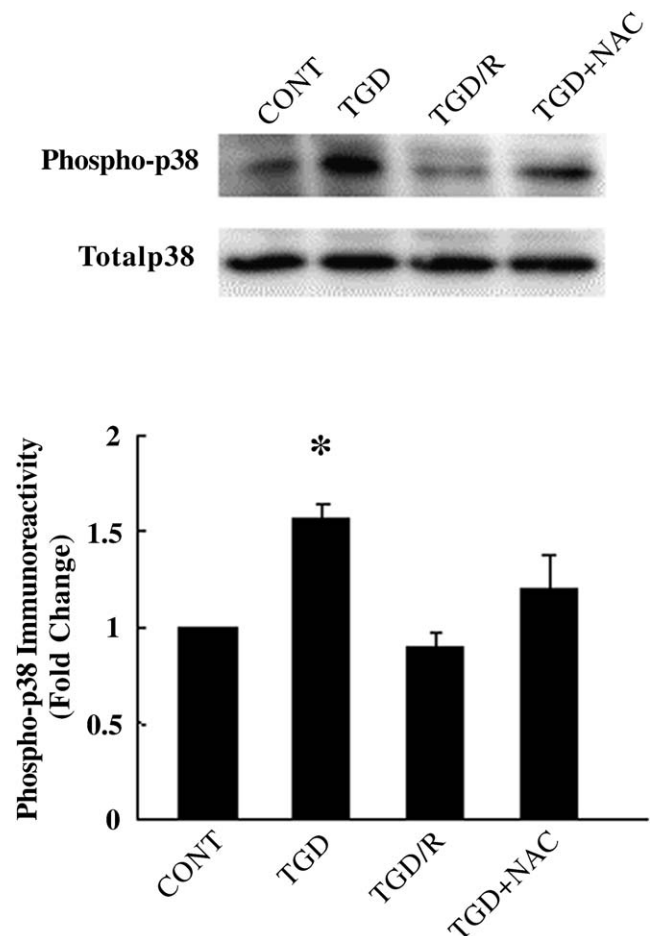 CONT TGD TGD/R TGD+NAC
Phospho-p38
Totalp38
Phospho-p38 Immunoreactivity
(Fold Change)
2
1.5
1
0.5
0
*
CONT TGD TGD/R TGD+NAC